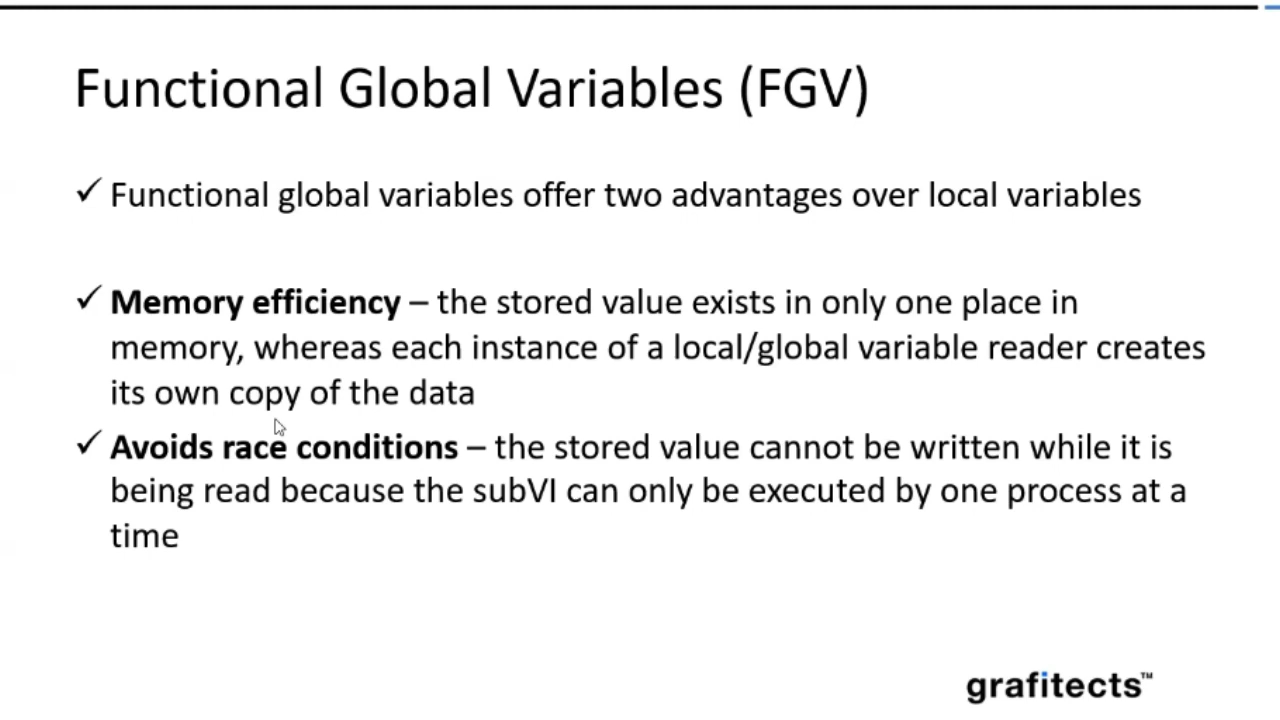 Functional Global Variables (FGV)
✓ Functional global variables offer two advantages over local variables
✓ Memory efficiency – the stored value exists in only one place in
memory, whereas each instance of a local/global variable reader creates
its own copy of the data
✓ Avoids race conditions – the stored value cannot be written while it is
being read because the subVI can only be executed by one process at a
time
grafitects™